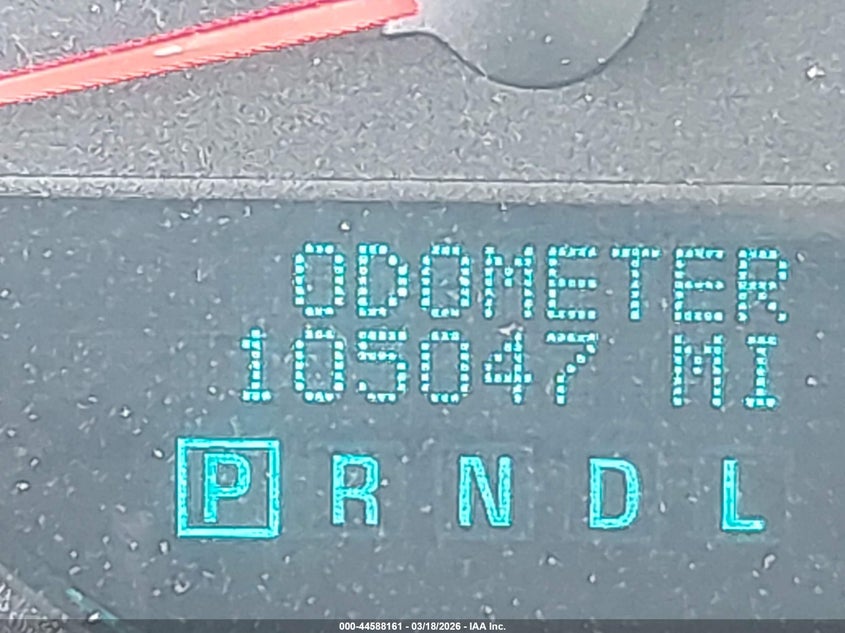 ODOMETER
105047 MI
P R N D L
000-44588161 - 03/18/2026 - IAA Inc.